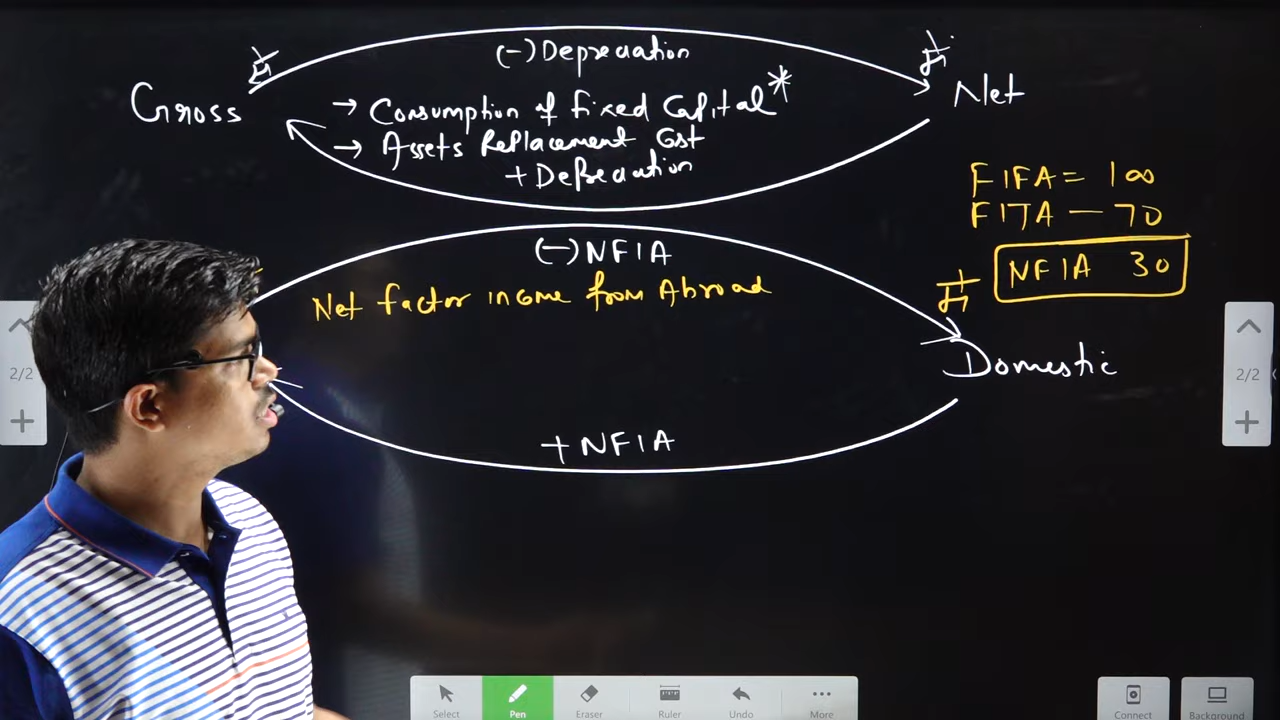 (-) Depreciation
Gross
Net
→ Consumption of Fixed Capital*
→ Assets Replacement Cost
+ Depreciation
FIFA = 100
FITA - 70
NFIA 30
(-) NFIA
Net factor income from Abroad
Domestic
+ NFIA
2/2
2/2
Select
Pen
Eraser
Ruler
Undo
More
Connect
Background